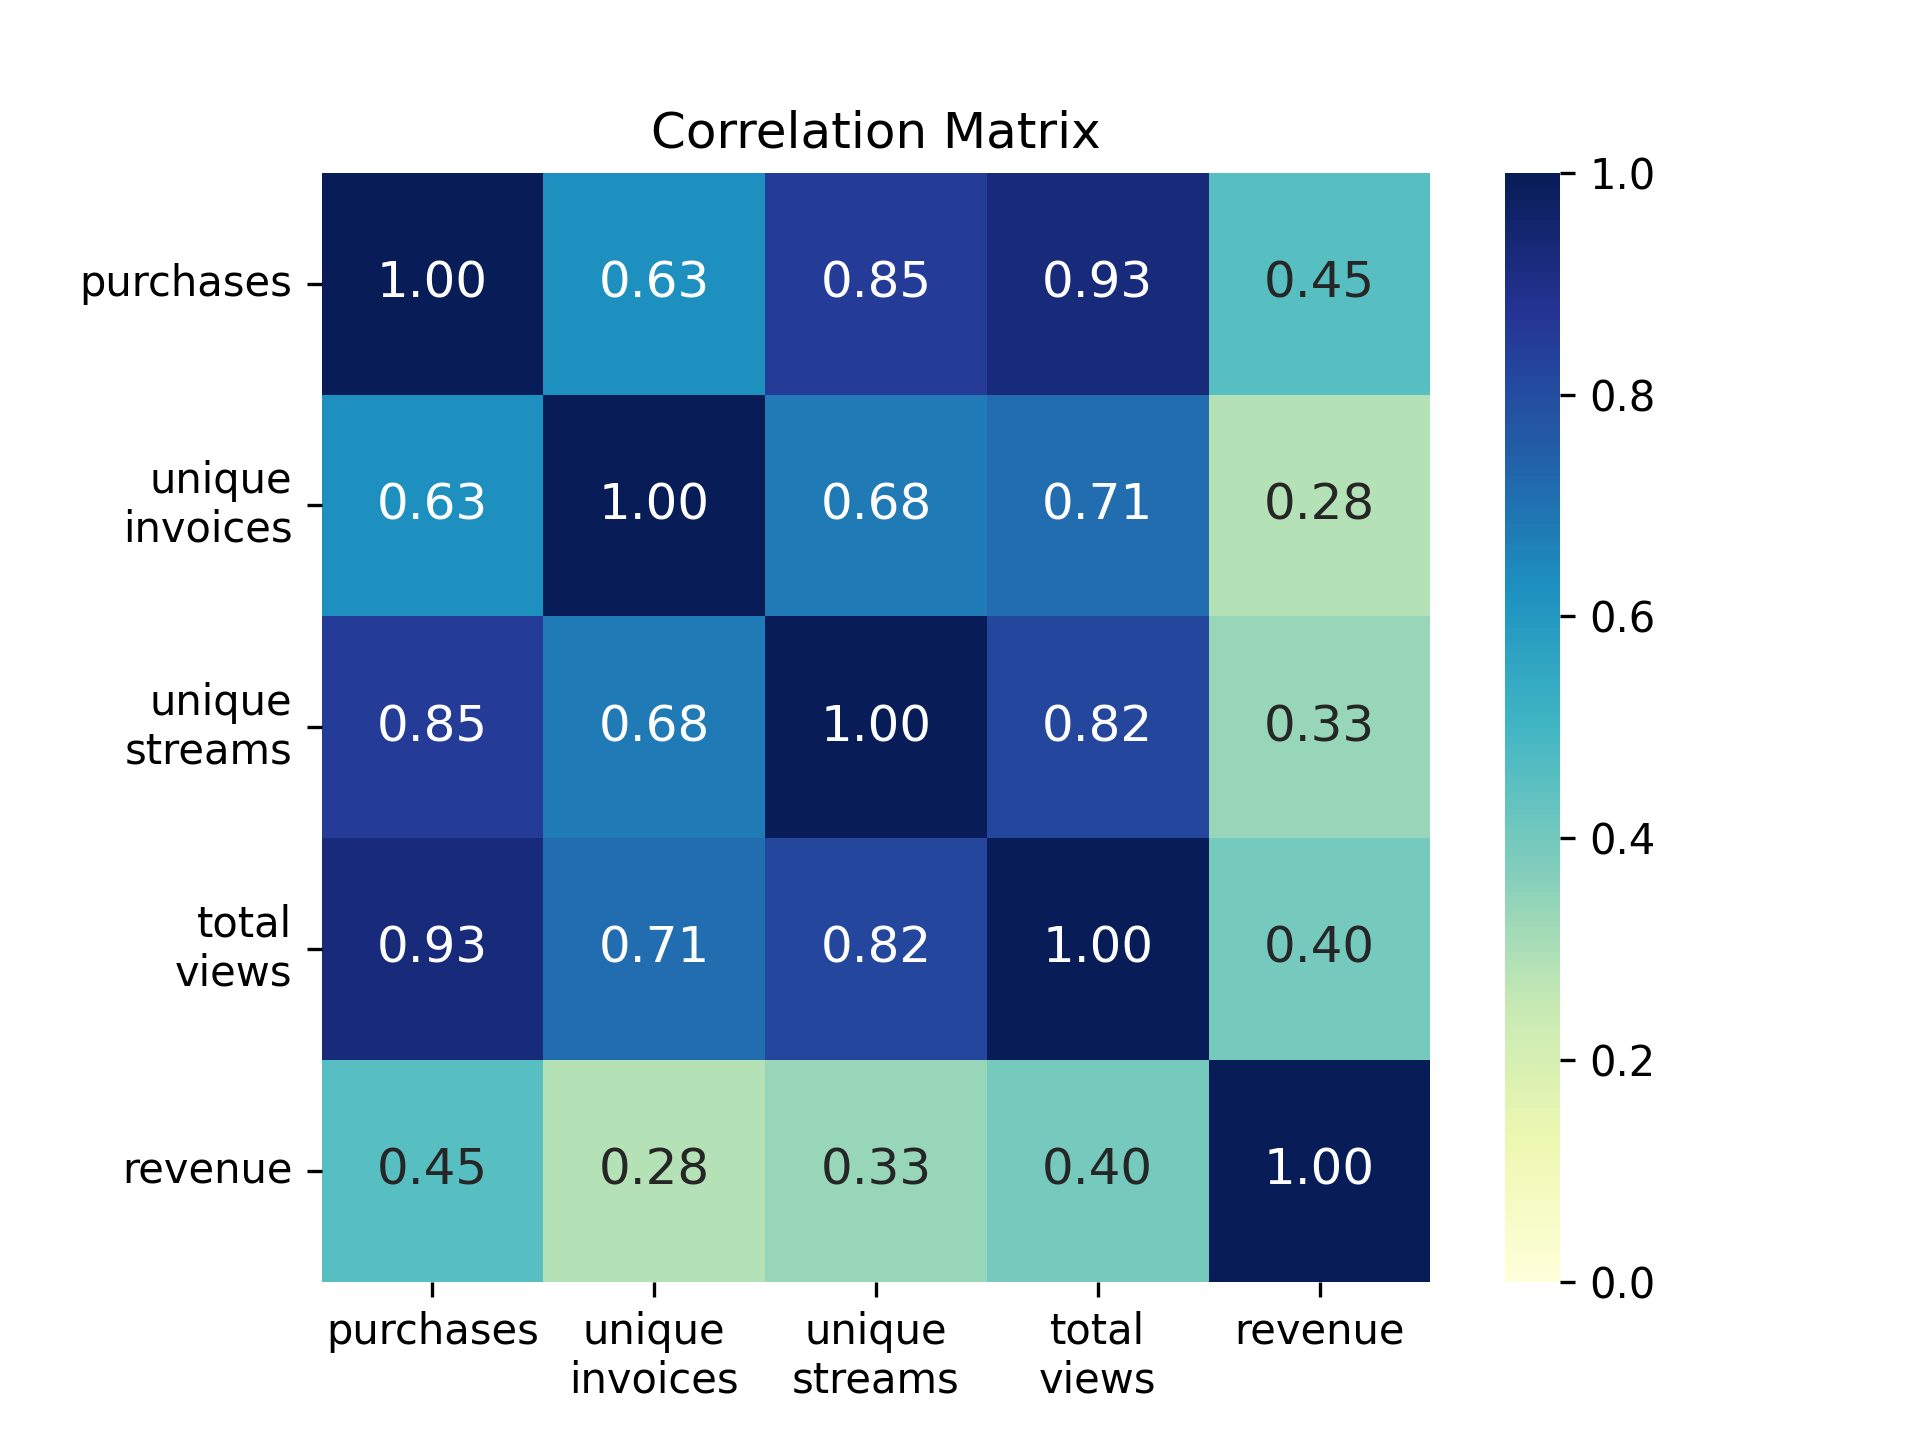 Correlation Matrix
purchases 1.00 0.63 0.85 0.93 0.45
unique
invoices 0.63 1.00 0.68 0.71 0.28
unique
streams 0.85 0.68 1.00 0.82 0.33
total
views 0.93 0.71 0.82 1.00 0.40
revenue 0.45 0.28 0.33 0.40 1.00
purchases unique unique total revenue
invoices streams views
1.0
0.8
0.6
0.4
0.2
0.0